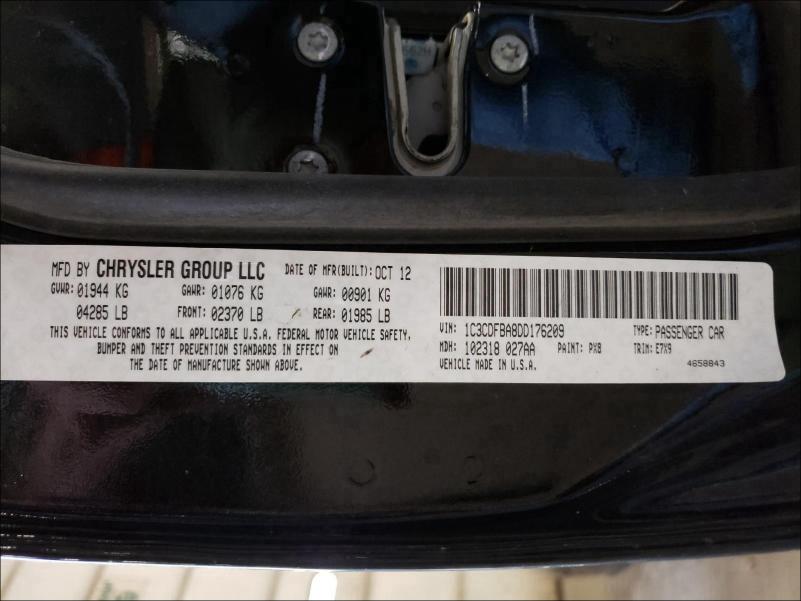 MFD BY CHRYSLER GROUP LLC DATE OF MFR(BUILT): OCT 12
GVWR: 01944 KG GAWR: 01076 KG GAWR: 00901 KG
04285 LB FRONT: 02370 LB REAR: 01985 LB
THIS VEHICLE CONFORMS TO ALL APPLICABLE U.S.A. FEDERAL MOTOR VEHICLE SAFETY,
BUMPER AND THEFT PREVENTION STANDARDS IN EFFECT ON
THE DATE OF MANUFACTURE SHOWN ABOVE.
VIN: 1C3CDFBA8DD176209 TYPE: PASSENGER CAR
MDH: 102318 027AA PAINT: PX8 TRIM: E7X9
VEHICLE MADE IN U.S.A. 4658843